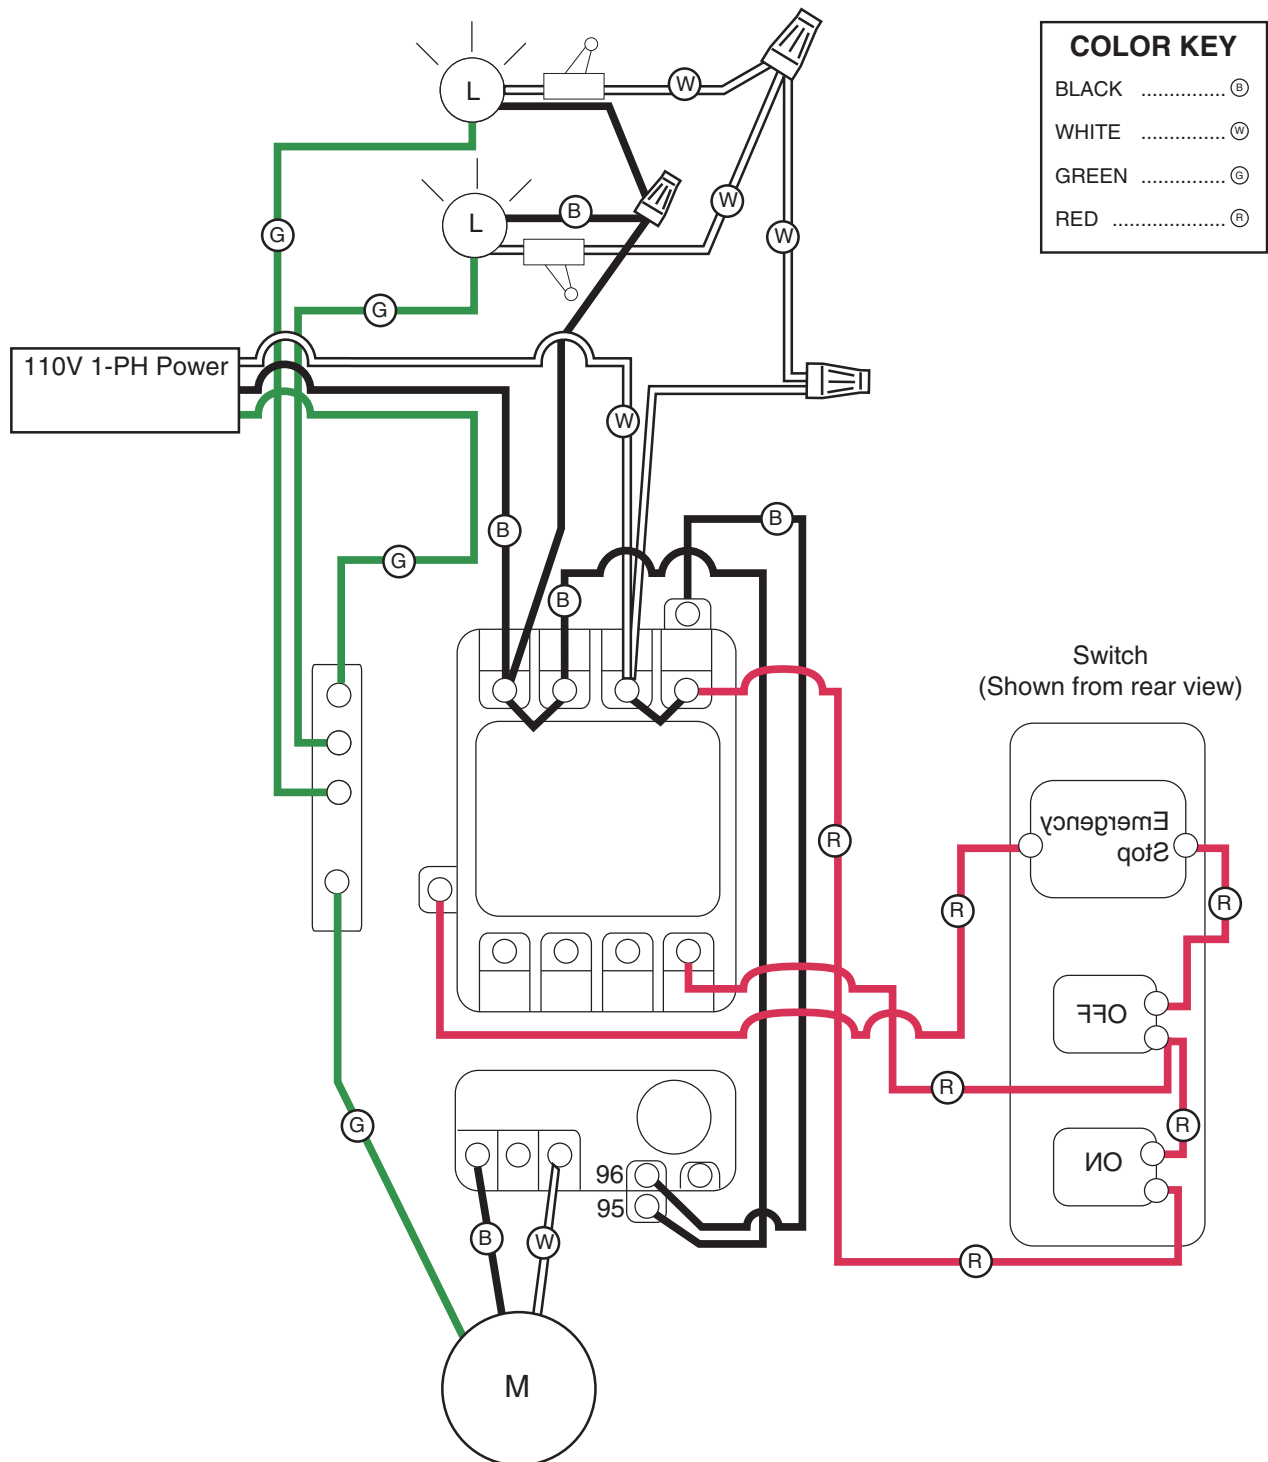 COLOR KEY
BLACK ............... B
WHITE ............... W
GREEN ............... G
RED .................... R
L
W
L
B
W
W
G
G
110V 1-PH Power
W
B
B
G
B
Switch
(Shown from rear view)
Emergency
Stop
R
R
R
OFF
R
R
ON
G
96
95
B
W
R
M